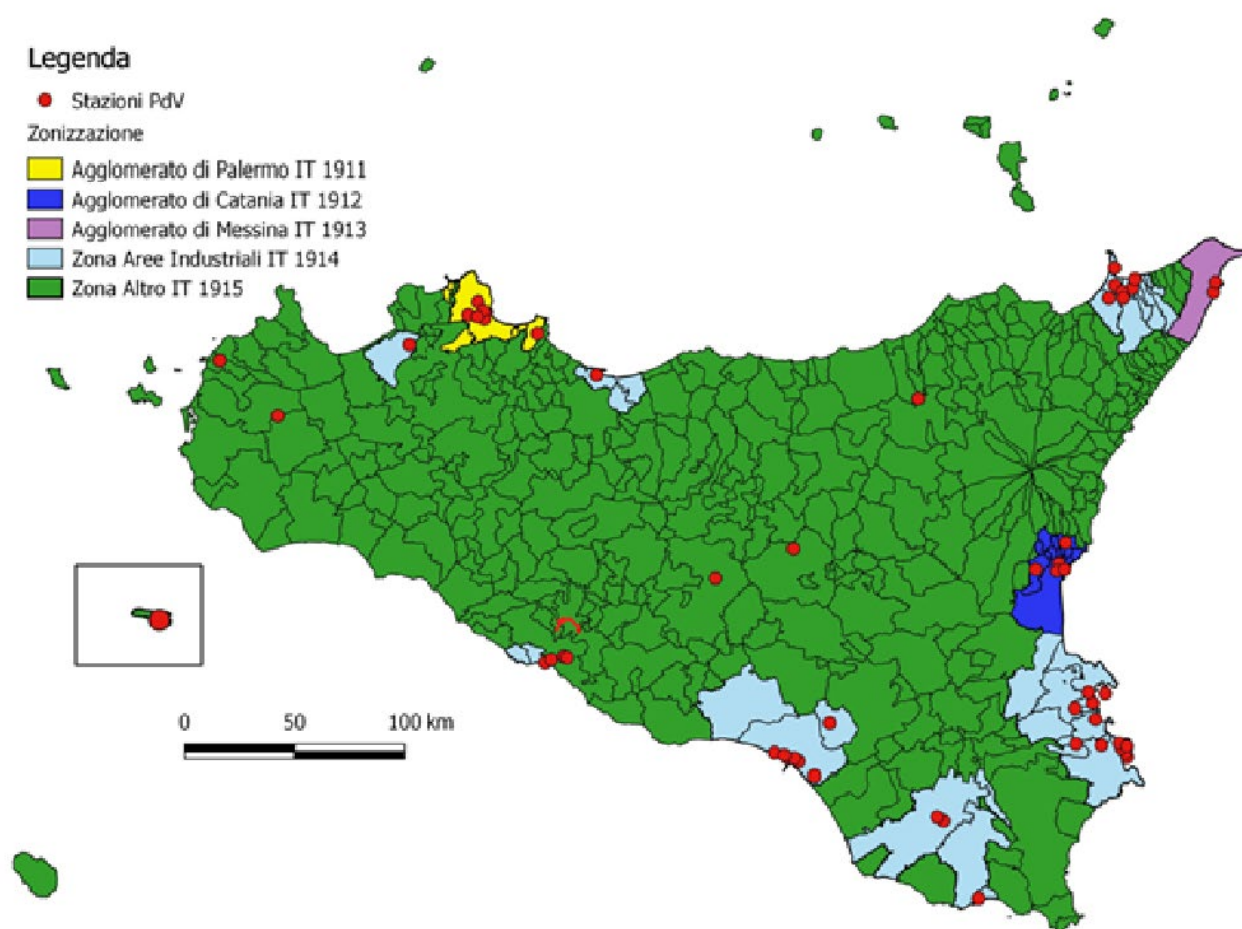 Legenda
Stazioni PdV
Zonizzazione
Agglomerato di Palermo IT 1911
Agglomerato di Catania IT 1912
Agglomerato di Messina IT 1913
Zona Aree Industriali IT 1914
Zona Altro IT 1915
0 50 100 km